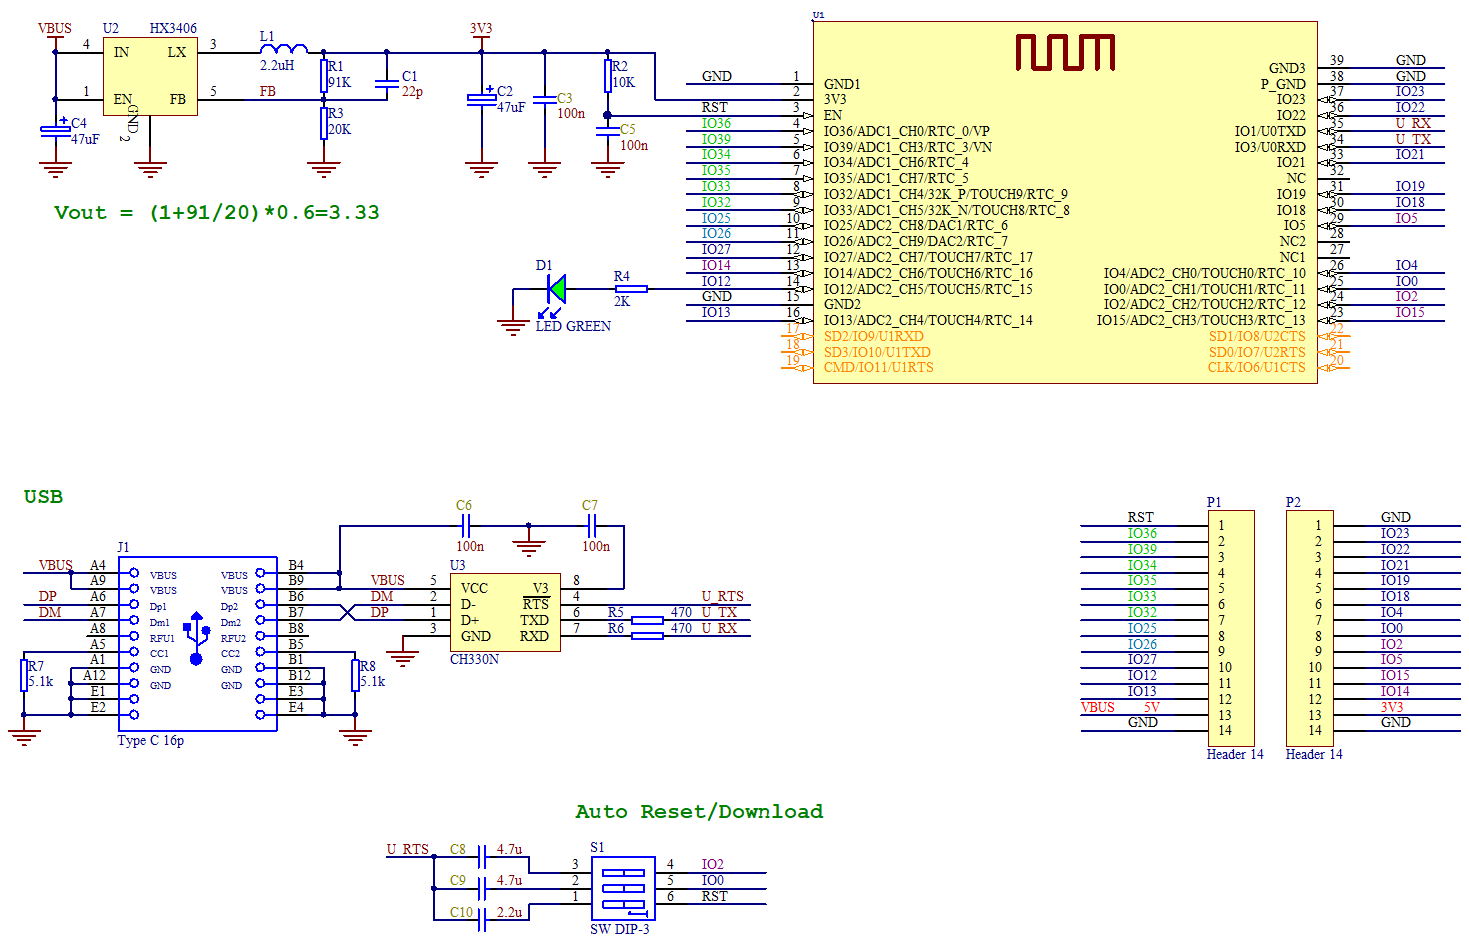 VBUS
U2 HX3406
4 IN LX 3
1 EN FB 5
GND
2
C4
47uF
L1
2.2uH
FB
R1
91K
R3
20K
C1
22p
3V3
C2
47uF
C3
100n
R2
10K
C5
100n
Vout = (1+91/20)*0.6=3.33
D1
LED GREEN
R4
2K
U1
GND 1 GND1
2 3V3
RST 3 EN
IO36 4 IO36/ADC1_CH0/RTC_0/VP
IO39 5 IO39/ADC1_CH3/RTC_3/VN
IO34 6 IO34/ADC1_CH6/RTC_4
IO35 7 IO35/ADC1_CH7/RTC_5
IO33 8 IO32/ADC1_CH4/32K_P/TOUCH9/RTC_9
IO32 9 IO33/ADC1_CH5/32K_N/TOUCH8/RTC_8
IO25 10 IO25/ADC2_CH8/DAC1/RTC_6
IO26 11 IO26/ADC2_CH9/DAC2/RTC_7
IO27 12 IO27/ADC2_CH7/TOUCH7/RTC_17
IO14 13 IO14/ADC2_CH6/TOUCH6/RTC_16
IO12 14 IO12/ADC2_CH5/TOUCH5/RTC_15
GND 15 GND2
IO13 16 IO13/ADC2_CH4/TOUCH4/RTC_14
17 SD2/IO9/U1RXD
18 SD3/IO10/U1TXD
19 CMD/IO11/U1RTS
GND3 39 GND
P_GND 38 GND
IO23 37 IO23
IO22 36 IO22
IO1/U0TXD 35 U_RX
IO3/U0RXD 34 U_TX
IO21 33 IO21
NC 32
IO19 31 IO19
IO18 30 IO18
IO5 29 IO5
NC2 28
NC1 27
IO4/ADC2_CH0/TOUCH0/RTC_10 26 IO4
IO0/ADC2_CH1/TOUCH1/RTC_11 25 IO0
IO2/ADC2_CH2/TOUCH2/RTC_12 24 IO2
IO15/ADC2_CH3/TOUCH3/RTC_13 23 IO15
SD1/IO8/U2CTS 22
SD0/IO7/U2RTS 21
CLK/IO6/U1CTS 20
USB
J1
VBUS A4 VBUS VBUS B4
A9 VBUS VBUS B9
DP A6 Dp1 Dp2 B6
DM A7 Dm1 Dm2 B7
A8 RFU1 RFU2 B8
A5 CC1 CC2 B5
A1 GND GND B1
A12 GND GND B12
E1 E3
E2 E4
Type C 16p
R7
5.1k
R8
5.1k
C6
100n
C7
100n
U3
VBUS 5 VCC V3 8
DM 2 D- RTS 4 U_RTS
DP 1 D+ TXD 6 R5 470 U_TX
3 GND RXD 7 R6 470 U_RX
CH330N
P1
RST 1
IO36 2
IO39 3
IO34 4
IO35 5
IO33 6
IO32 7
IO25 8
IO26 9
IO27 10
IO12 11
IO13 12
VBUS 5V 13
GND 14
Header 14
P2
1 GND
2 IO23
3 IO22
4 IO21
5 IO19
6 IO18
7 IO4
8 IO0
9 IO2
10 IO5
11 IO15
12 IO14
13 3V3
14 GND
Header 14
Auto Reset/Download
U_RTS C8 4.7u
C9 4.7u
C10 2.2u
S1
3 4 IO2
2 5 IO0
1 6 RST
SW DIP-3